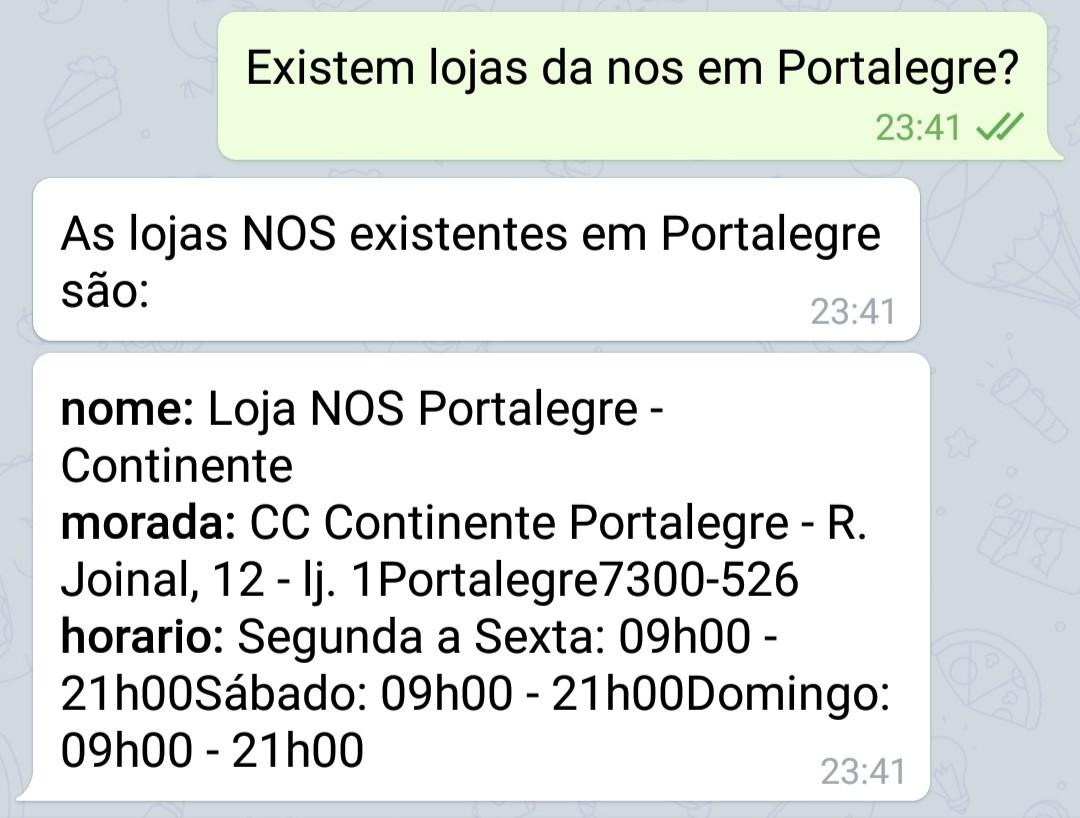 Existem lojas da nos em Portalegre?
23:41
As lojas NOS existentes em Portalegre
são:
23:41
nome: Loja NOS Portalegre -
Continente
morada: CC Continente Portalegre - R.
Joinal, 12 - lj. 1Portalegre7300-526
horario: Segunda a Sexta: 09h00 -
21h00Sábado: 09h00 - 21h00Domingo:
09h00 - 21h00
23:41